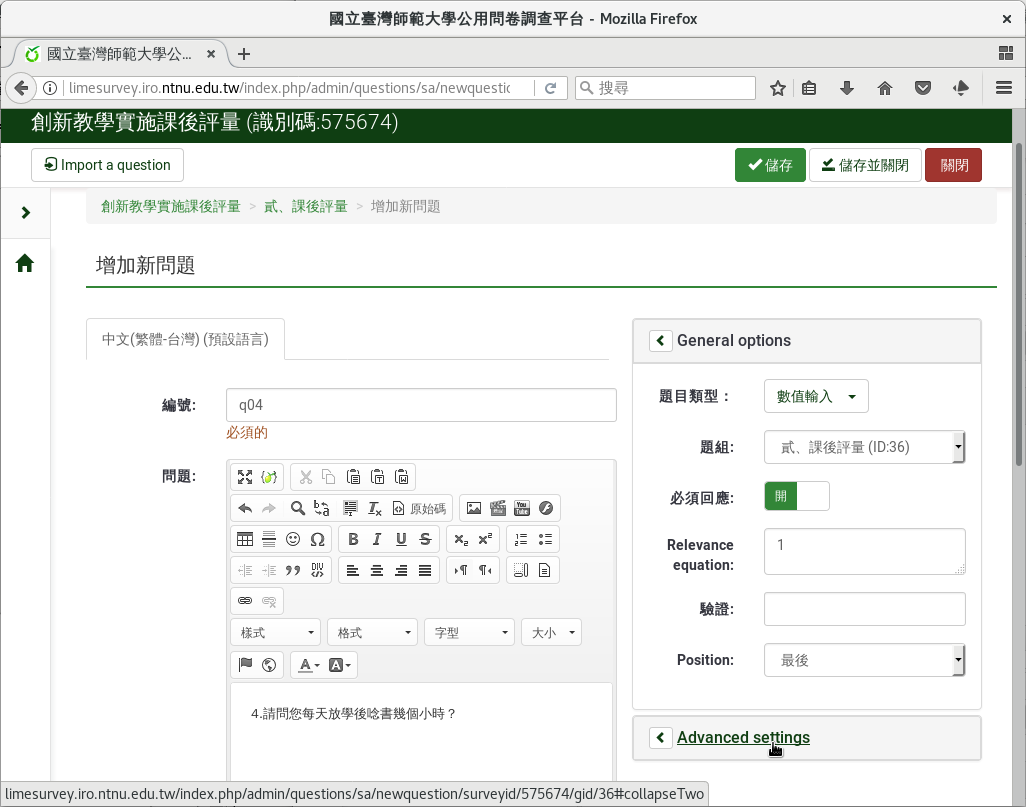 國立臺灣師範大學公用問卷調查平台 - Mozilla Firefox
國立臺灣師範大學公...
limesurvey.iro.ntnu.edu.tw/index.php/admin/questions/sa/newquestic
搜尋
創新教學實施課後評量 (識別碼:575674)
Import a question
儲存
儲存並關閉
關閉
創新教學實施課後評量 > 貳、課後評量 > 增加新問題
增加新問題
中文(繁體-台灣) (預設語言)
編號:
q04
必須的
問題:
原始碼
B I U S
DIV
樣式
格式
字型
大小
4.請問您每天放學後唸書幾個小時？
General options
題目類型：
數值輸入
題組:
貳、課後評量 (ID:36)
必須回應:
開
Relevance
equation:
1
驗證:
Position:
最後
Advanced settings
limesurvey.iro.ntnu.edu.tw/index.php/admin/questions/sa/newquestion/surveyid/575674/gid/36#collapseTwo